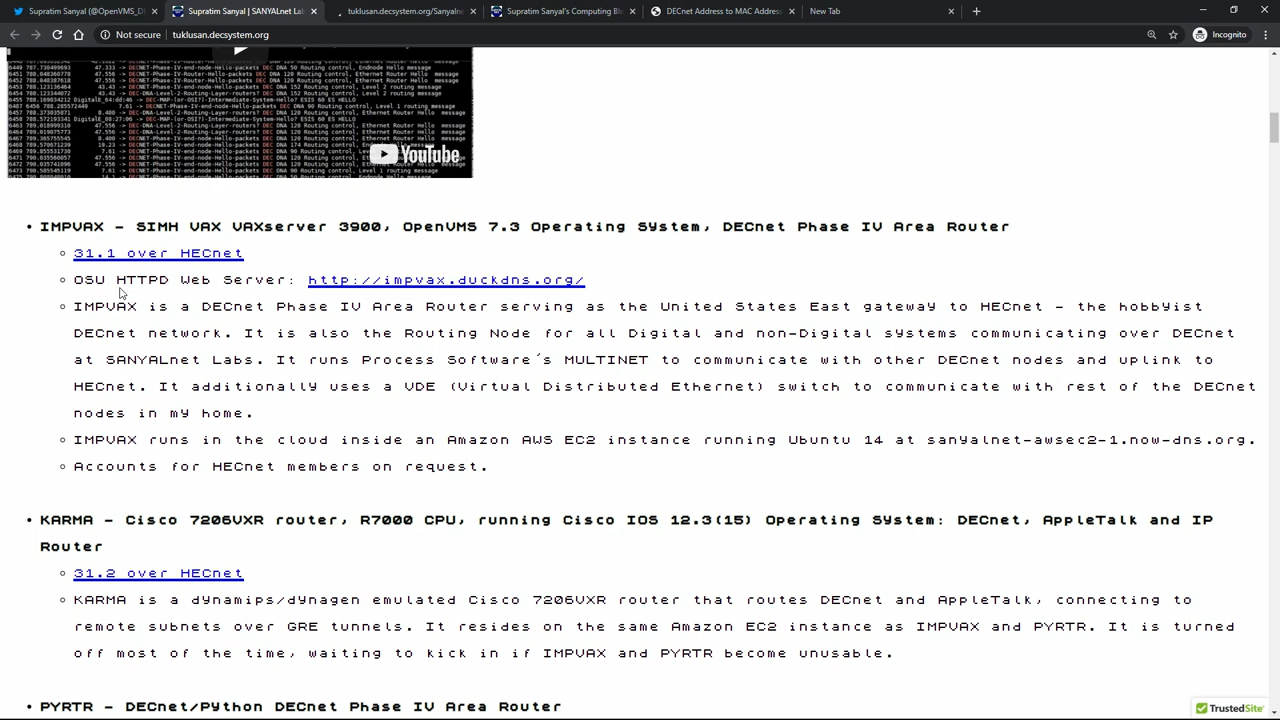 Supratim Sanyal (@OpenVMS_D
Supratim Sanyal | SANYALnet Lab
tuklusan.decsystem.org/Sanyaln
Supratim Sanyal's Computing B
DECnet Address to MAC Address
New Tab
Not secure
tuklusan.decsystem.org
Incognito
YouTube
• IMPVAX - SIMH VAX VAXserver 3900, OpenVMS 7.3 Operating System, DECnet Phase IV Area Router
31.1 over HECnet
OSU HTTPD Web Server: http://impvax.duckdns.org/
IMPVAX is a DECnet Phase IV Area Router serving as the United States East gateway to HECnet - the hobbyist
DECnet network. It is also the Routing Node for all Digital and non-Digital systems communicating over DECnet
at SANYALnet Labs. It runs Process Software´s MULTINET to communicate with other DECnet nodes and uplink to
HECnet. It additionally uses a VDE (Virtual Distributed Ethernet) switch to communicate with rest of the DECnet
nodes in my home.
IMPVAX runs in the cloud inside an Amazon AWS EC2 instance running Ubuntu 14 at sanyalnet-awsec2-1.now-dns.org.
Accounts for HECnet members on request.
• KARMA - Cisco 7206VXR router, R7000 CPU, running Cisco IOS 12.3(15) Operating System: DECnet, AppleTalk and IP
Router
31.2 over HECnet
KARMA is a dynamips/dynagen emulated Cisco 7206VXR router that routes DECnet and AppleTalk, connecting to
remote subnets over GRE tunnels. It resides on the same Amazon EC2 instance as IMPVAX and PYRTR. It is turned
off most of the time, waiting to kick in if IMPVAX and PYRTR become unusable.
• PYRTR - DECnet/Python DECnet Phase IV Area Router
TrustedSite